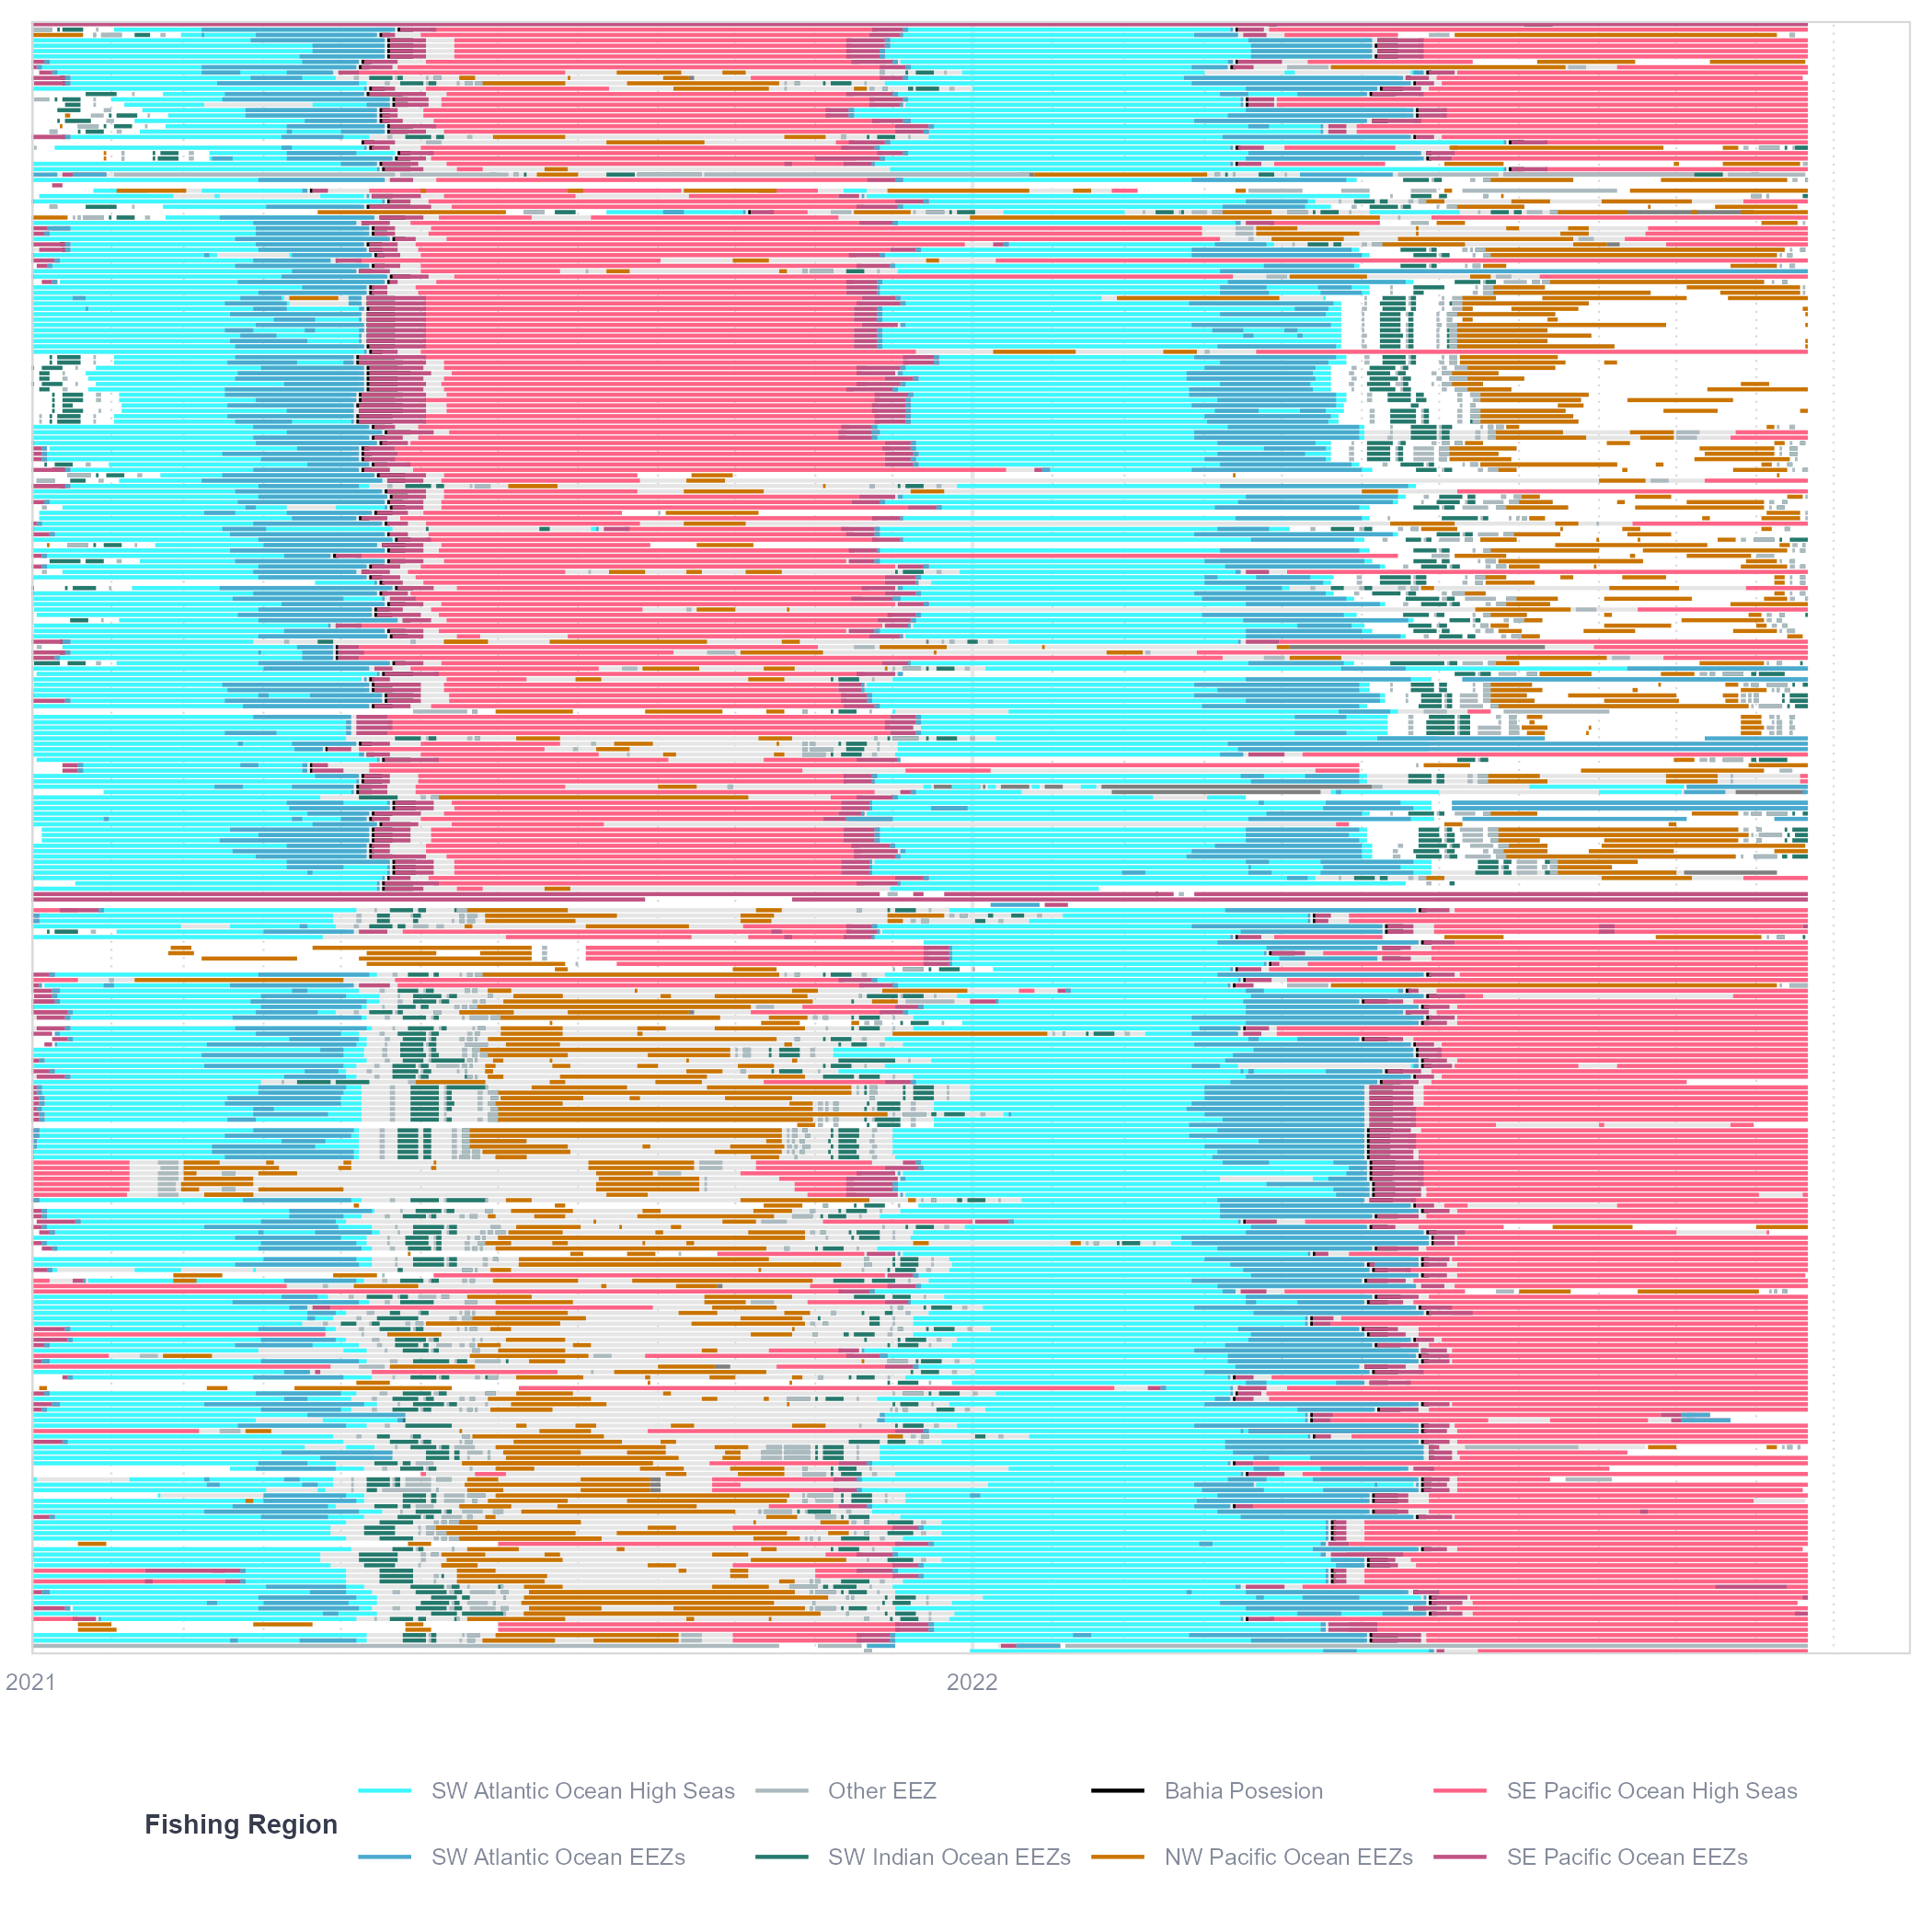 2021 2022
SW Atlantic Ocean High Seas Other EEZ Bahia Posesion SE Pacific Ocean High Seas
Fishing Region
SW Atlantic Ocean EEZs SW Indian Ocean EEZs NW Pacific Ocean EEZs SE Pacific Ocean EEZs